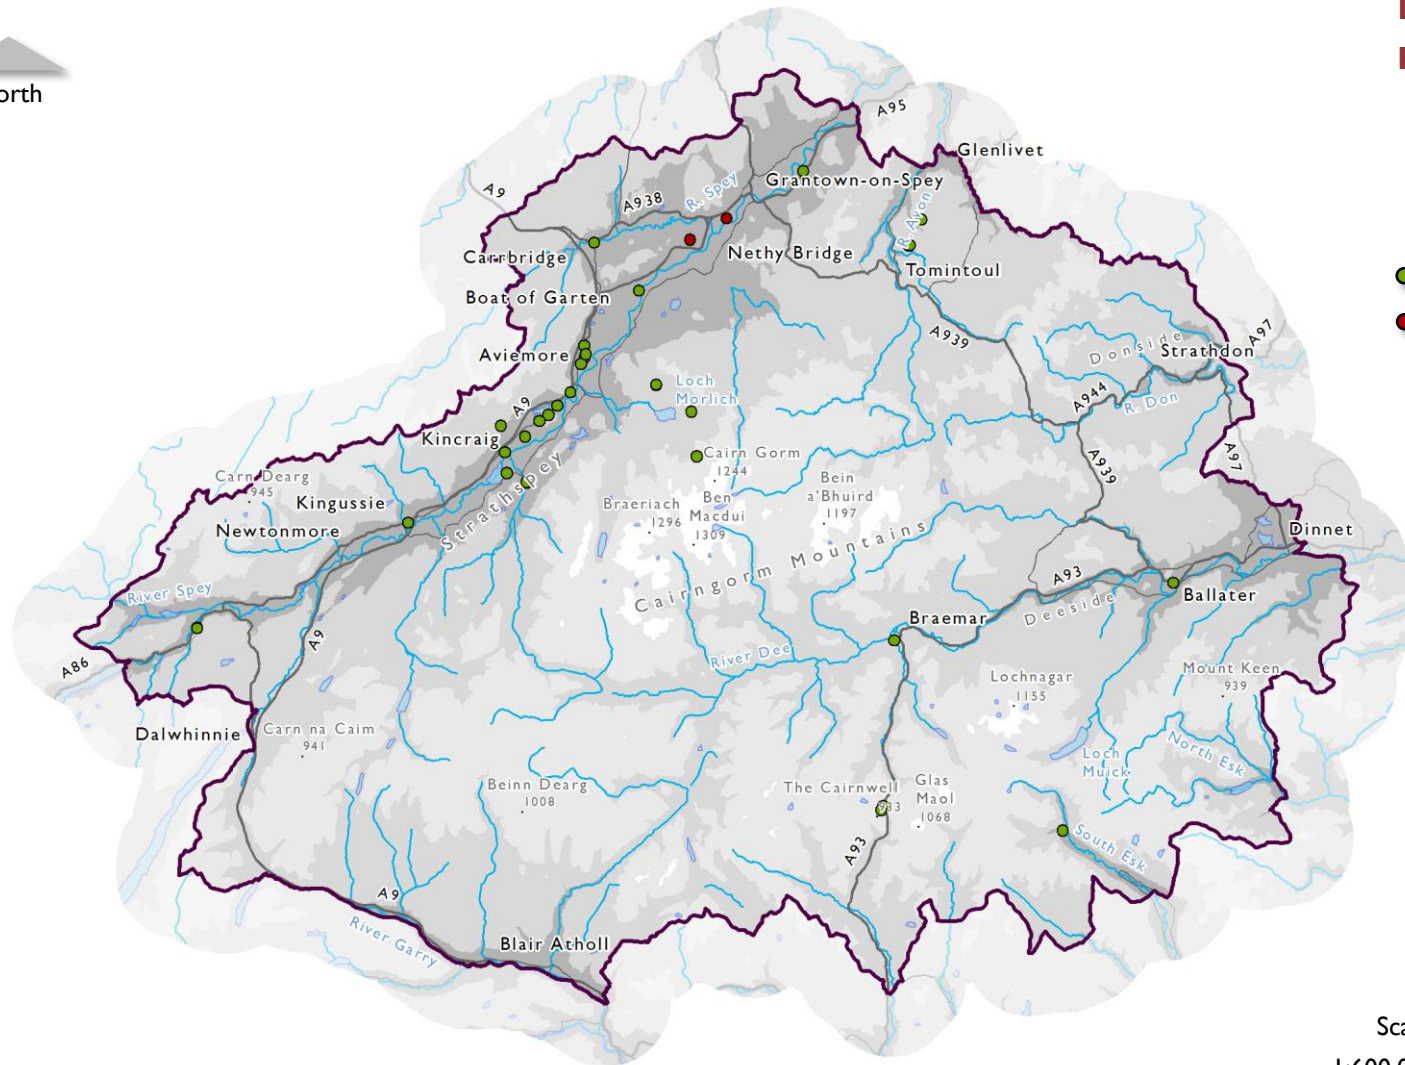 A95
Glenlivet
Grantown-on-Spey
A9
A938
R. Spey
R. Avon
Carrbridge
Nethy Bridge
Tomintoul
Boat of Garten
A939
A97
Donside
Strathdon
Aviemore
Loch
Morlich
A944
R. Don
A9
Kincraig
A939
A97
Cairn Gorm
1244
Carn Dearg
945
Strathspey
Kingussie
Newtonmore
Braeriach
1296
Ben
Macdui
1309
Bein
a'Bhuird
1197
Dinnet
Cairngorm Mountains
A93
Deeside
Ballater
River Spey
Braemar
A9
A86
River Dee
Lochnagar
1155
Mount Keen
939
Dalwhinnie
Carn na Caim
941
Loch
Muick
North Esk
Beinn Dearg
1008
The Cairnwell
933
Glas
Maol
1068
South Esk
A93
A9
River Garry
Blair Atholl